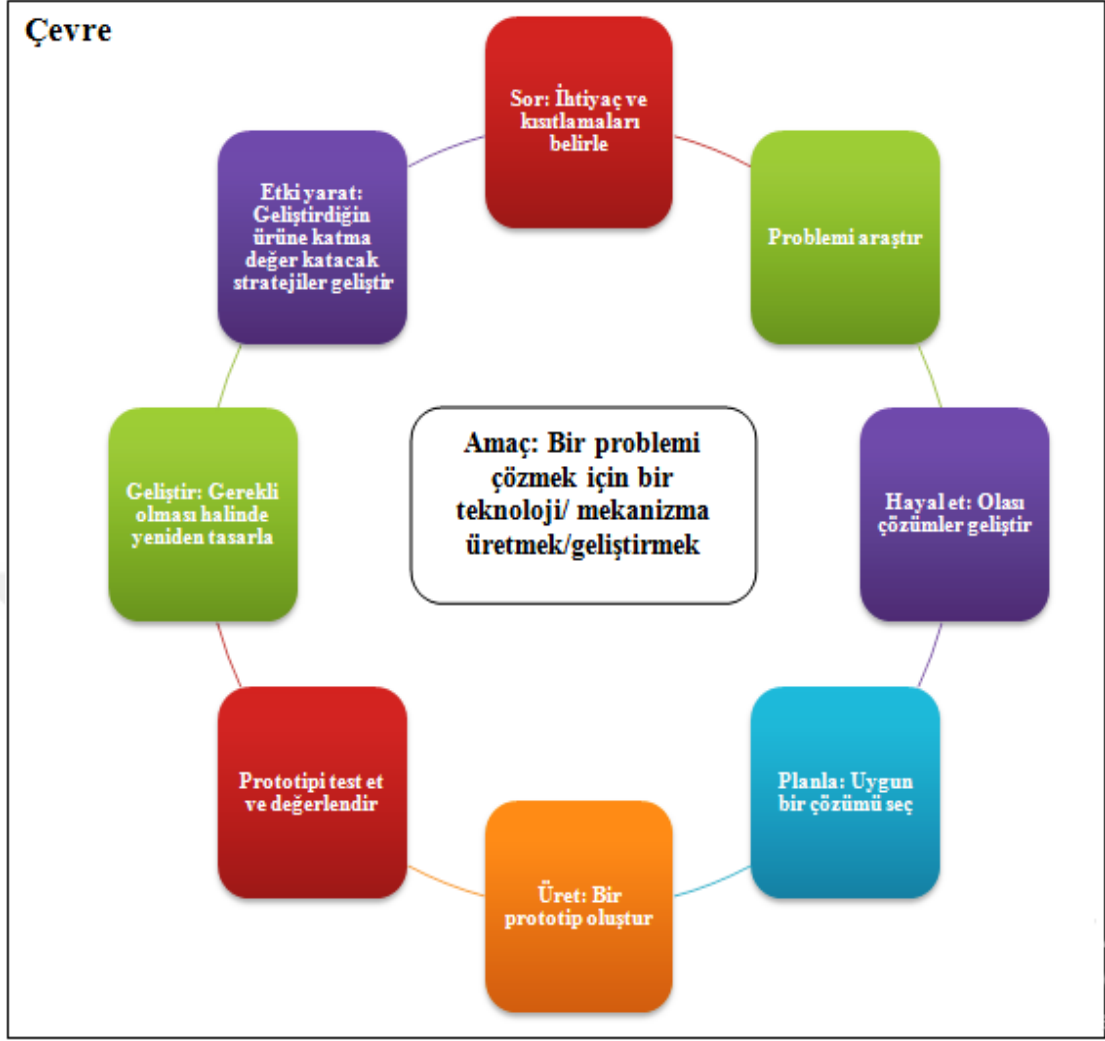 Çevre
Sor: İhtiyaç ve
kısıtlamaları
belirle
Problemi araştır
Hayal et: Olası
çözümler geliştir
Planla: Uygun
bir çözümü seç
Üret: Bir
prototip oluştur
Prototipi test et
ve değerlendir
Geliştir: Gerekli
olması halinde
yeniden tasarla
Etki yarat:
Geliştirdiğin
ürüne katma
değer katacak
stratejiler geliştir
Amaç: Bir problemi
çözmek için bir
teknoloji/ mekanizma
üretmek/geliştirmek